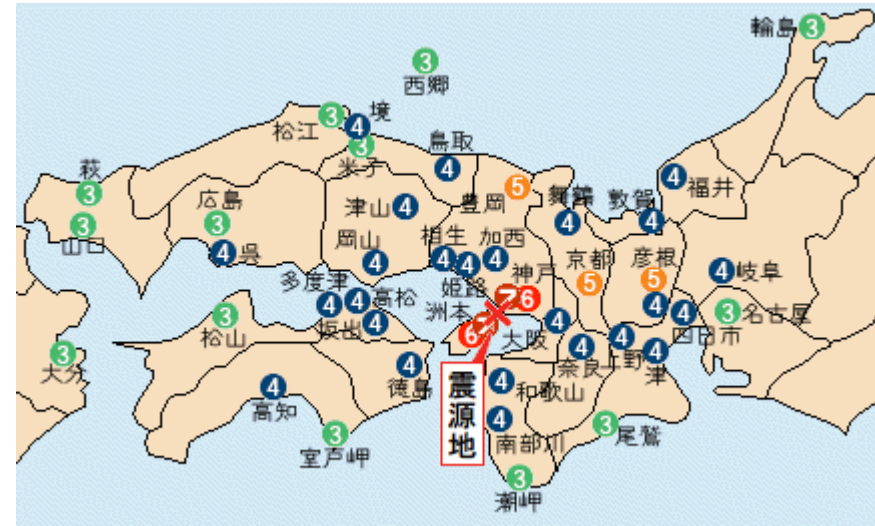 輪島 3
3
西郷
3 境
松江 4
鳥取
3
米子 4
萩
3
広島
3
津山 4
豊岡 5
舞鶴
4
敦賀
4
4 福井
3
山口
4 呉
岡山
4
相生
4
4
姫路
加西
4
神戸
7 6
京都
5
彦根
5
4
4 岐阜
多度津
4
4 高松
坂出 4
洲本
7
6
大阪 4
4
奈良
4
上野
4
津
4
四日市
3 名古屋
3
松山
3
大分
4
徳島
4
高知
3
室戸岬
震源地
4 和歌山
4
南部川
3
尾鷲
3
潮岬